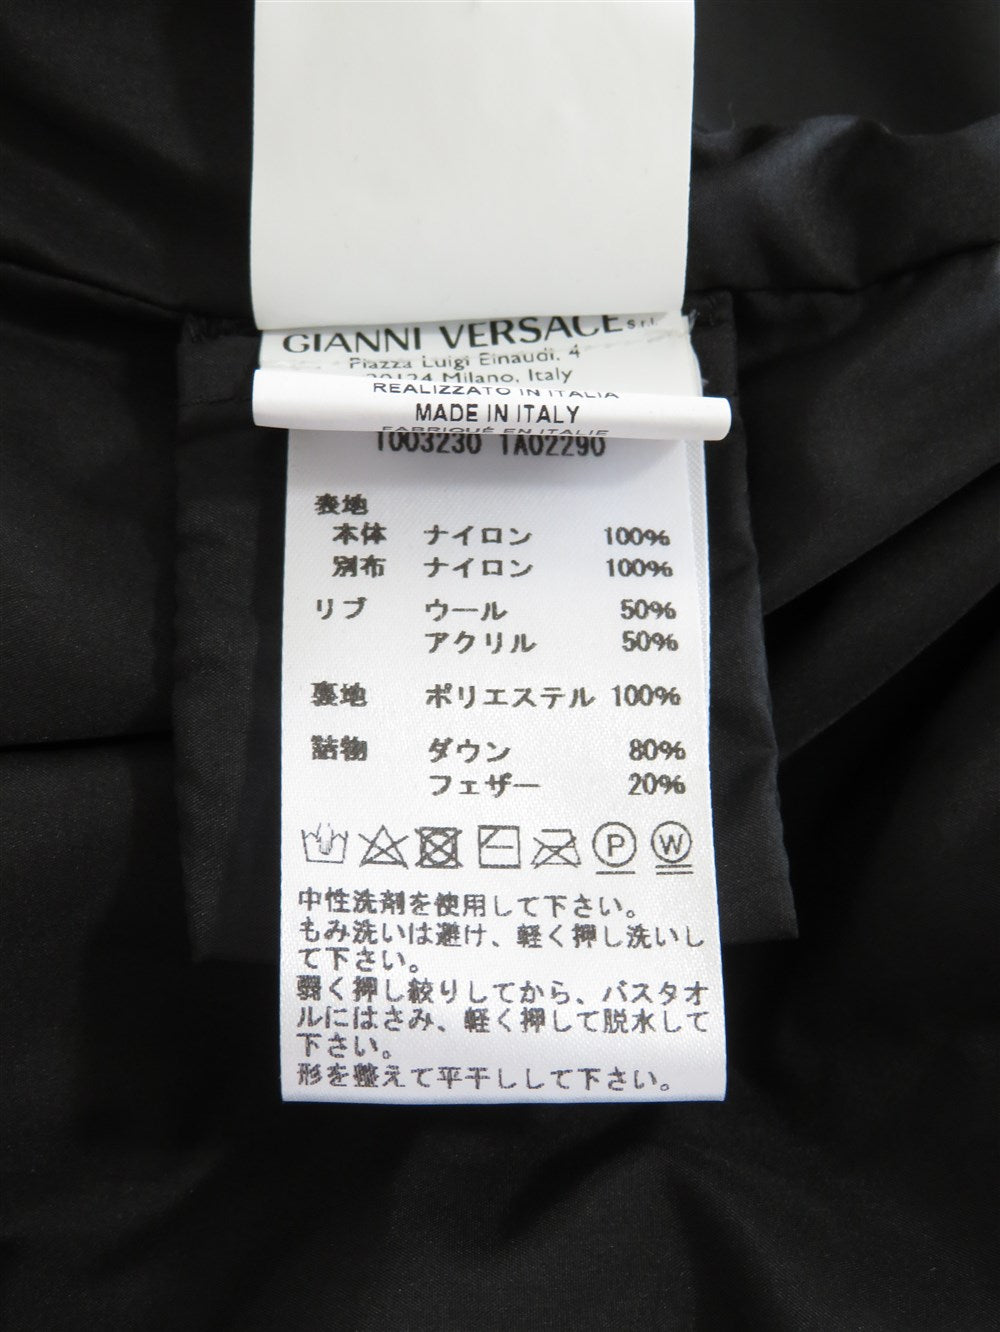 GIANNI VERSACE S.r.l.
Piazza Luigi Einaudi, 4
20124 Milano, Italy
REALIZZATO IN ITALIA
MADE IN ITALY
FABRIQUÉ EN ITALIE
1003230 1A02290
表地
本体 ナイロン 100%
別布 ナイロン 100%
リブ ウール 50%
アクリル 50%
裏地 ポリエステル 100%
詰物 ダウン 80%
フェザー 20%
P W
中性洗剤を使用して下さい。
もみ洗いは避け、軽く押し洗いし
て下さい。
弱く押し絞りしてから、バスタオ
ルにはさみ、軽く押して脱水して
下さい。
形を整えて平干しして下さい。